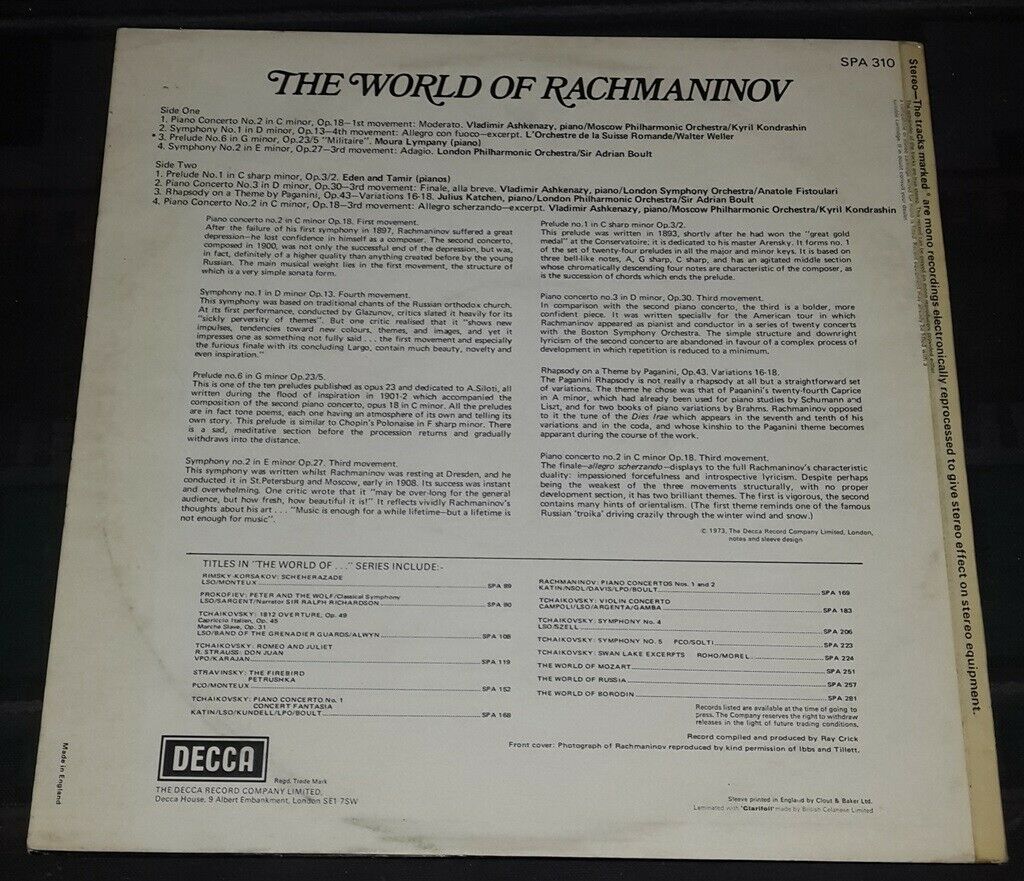 SPA 310
THE WORLD OF RACHMANINOV
Side One
1. Piano Concerto No.2 in C minor, Op.18—1st movement: Moderato. Vladimir Ashkenazy, piano/Moscow Philharmonic Orchestra/Kyril Kondrashin
2. Symphony No.1 in D minor, Op.13—4th movement: Allegro con fuoco—excerpt. L'Orchestre de la Suisse Romande/Walter Weller
* 3. Prelude No.6 in G minor, Op.23/5 "Militaire". Moura Lympany (piano)
4. Symphony No.2 in E minor, Op.27—3rd movement: Adagio. London Philharmonic Orchestra/Sir Adrian Boult
Side Two
1. Prelude No.1 in C sharp minor, Op.3/2. Eden and Tamir (pianos)
2. Piano Concerto No.3 in D minor, Op.30—3rd movement: Finale, alla breve. Vladimir Ashkenazy, piano/London Symphony Orchestra/Anatole Fistoulari
3. Rhapsody on a Theme by Paganini, Op.43—Variations 16-18. Julius Katchen, piano/London Philharmonic Orchestra/Sir Adrian Boult
4. Piano Concerto No.2 in C minor, Op.18—3rd movement: Allegro scherzando—excerpt. Vladimir Ashkenazy, piano/Moscow Philharmonic Orchestra/Kyril Kondrashin
Piano concerto no.2 in C minor Op.18. First movement.
After the failure of his first symphony in 1897, Rachmaninov suffered a great
depression—he lost confidence in himself as a composer. The second concerto,
composed in 1900, was not only the successful end of the depression, but was,
in fact, definitely of a higher quality than anything created before by the young
Russian. The main musical weight lies in the first movement, the structure of
which is a very simple sonata form.
Symphony no.1 in D minor Op.13. Fourth movement.
This symphony was based on traditional chants of the Russian orthodox church.
At its first performance, conducted by Glazunov, critics slated it heavily for its
"sickly perversity of themes". But one critic realised that it "shows new
impulses, tendencies toward new colours, themes, and images, and yet it
impresses one as something not fully said . . . the first movement and especially
the furious finale with its concluding Largo, contain much beauty, novelty and
even inspiration."
Prelude no.6 in G minor Op.23/5.
This is one of the ten preludes published as opus 23 and dedicated to A.Siloti, all
written during the flood of inspiration in 1901-2 which accompanied the
composition of the second piano concerto, opus 18 in C minor. All the preludes
are in fact tone poems, each one having an atmosphere of its own and telling its
own story. This prelude is similar to Chopin's Polonaise in F sharp minor. There
is a sad, meditative section before the procession returns and gradually
withdraws into the distance.
Symphony no.2 in E minor Op.27. Third movement.
This symphony was written whilst Rachmaninov was resting at Dresden, and he
conducted it in St.Petersburg and Moscow, early in 1908. Its success was instant
and overwhelming. One critic wrote that it "may be over-long for the general
audience, but how fresh, how beautiful it is!" It reflects vividly Rachmaninov's
thoughts about his art . . . "Music is enough for a while lifetime—but a lifetime is
not enough for music".
Prelude no.1 in C sharp minor Op.3/2.
This prelude was written in 1893, shortly after he had won the "great gold
medal" at the Conservatoire; it is dedicated to his master Arensky. It forms no. 1
of the set of twenty-four preludes in all the major and minor keys. It is based on
three bell-like notes, A, G sharp, C sharp, and has an agitated middle section
whose chromatically descending four notes are characteristic of the composer, as
is the succession of chords which ends the prelude.
Piano concerto no.3 in D minor, Op.30. Third movement.
In comparison with the second piano concerto, the third is a bolder, more
confident piece. It was written specially for the American tour in which
Rachmaninov appeared as pianist and conductor in a series of twenty concerts
with the Boston Symphony Orchestra. The simple structure and downright
lyricism of the second concerto are abandoned in favour of a complex process of
development in which repetition is reduced to a minimum.
Rhapsody on a Theme by Paganini, Op.43. Variations 16-18.
The Paganini Rhapsody is not really a rhapsody at all but a straightforward set
of variations. The theme he chose was that of Paganini's twenty-fourth Caprice
in A minor, which had already been used for piano studies by Schumann and
Liszt, and for two books of piano variations by Brahms. Rachmaninov opposed
to it the tune of the Dies Irae which appears in the seventh and tenth of his
variations and in the coda, and whose kinship to the Paganini theme becomes
apparant during the course of the work.
Piano concerto no.2 in C minor Op.18. Third movement.
The finale—allegro scherzando—displays to the full Rachmaninov's characteristic
duality: impassioned forcefulness and introspective lyricism. Despite perhaps
being the weakest of the three movements structurally, with no proper
development section, it has two brilliant themes. The first is vigorous, the second
contains many hints of orientalism. (The first theme reminds one of the famous
Russian 'troika' driving crazily through the winter wind and snow.)
© 1973, The Decca Record Company Limited, London,
notes and sleeve design
TITLES IN "THE WORLD OF . . ." SERIES INCLUDE:-
RIMSKY-KORSAKOV: SCHEHERAZADE
LSO/MONTEUX SPA 89
PROKOFIEV: PETER AND THE WOLF/Classical Symphony
LSO/SARGENT/Narrator SIR RALPH RICHARDSON SPA 90
TCHAIKOVSKY: 1812 OVERTURE, Op. 49
Capriccio Italien, Op. 45
Marche Slave, Op. 31
LSO/BAND OF THE GRENADIER GUARDS/ALWYN SPA 108
TCHAIKOVSKY: ROMEO AND JULIET
R. STRAUSS: DON JUAN
VPO/KARAJAN SPA 119
STRAVINSKY: THE FIREBIRD
PETRUSHKA
PCO/MONTEUX SPA 152
TCHAIKOVSKY: PIANO CONCERTO No. 1
CONCERT FANTASIA
KATIN/LSO/KUNDELL/LPO/BOULT SPA 168
RACHMANINOV: PIANO CONCERTOS Nos. 1 and 2
KATIN/NSOL/DAVIS/LPO/BOULT SPA 169
TCHAIKOVSKY: VIOLIN CONCERTO
CAMPOLI/LSO/ARGENTA/GAMBA SPA 183
TCHAIKOVSKY: SYMPHONY No. 4
LSO/SZELL SPA 206
TCHAIKOVSKY: SYMPHONY No. 5 PCO/SOLTI SPA 223
TCHAIKOVSKY: SWAN LAKE EXCERPTS ROHO/MOREL SPA 224
THE WORLD OF MOZART SPA 251
THE WORLD OF RUSSIA SPA 257
THE WORLD OF BORODIN SPA 281
Records listed are available at the time of going to
press. The Company reserves the right to withdraw
releases in the light of future trading conditions.
Record compiled and produced by Ray Crick
Front cover: Photograph of Rachmaninov reproduced by kind permission of Ibbs and Tillett.
DECCA
Regd. Trade Mark
THE DECCA RECORD COMPANY LIMITED,
Decca House, 9 Albert Embankment, London SE1 7SW
Sleeve printed in England by Clout & Baker Ltd.
Laminated with 'Clarifoil' made by British Celanese Limited
Made in England
Stereo—The tracks marked * are mono recordings electronically reprocessed to give stereo effect on stereo equipment.